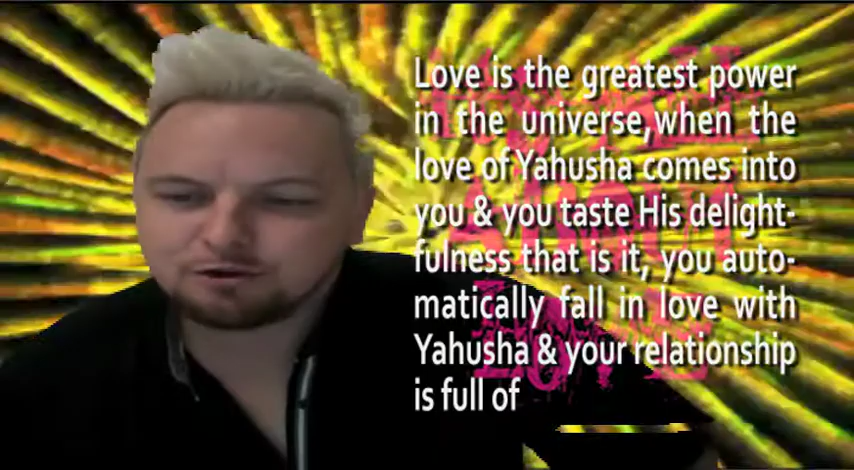 Love is the greatest power
in the universe,when the
love of Yahusha comes into
you & you taste His delight-
fulness that is it, you auto-
matically fall in love with
Yahusha & your relationship
is full of